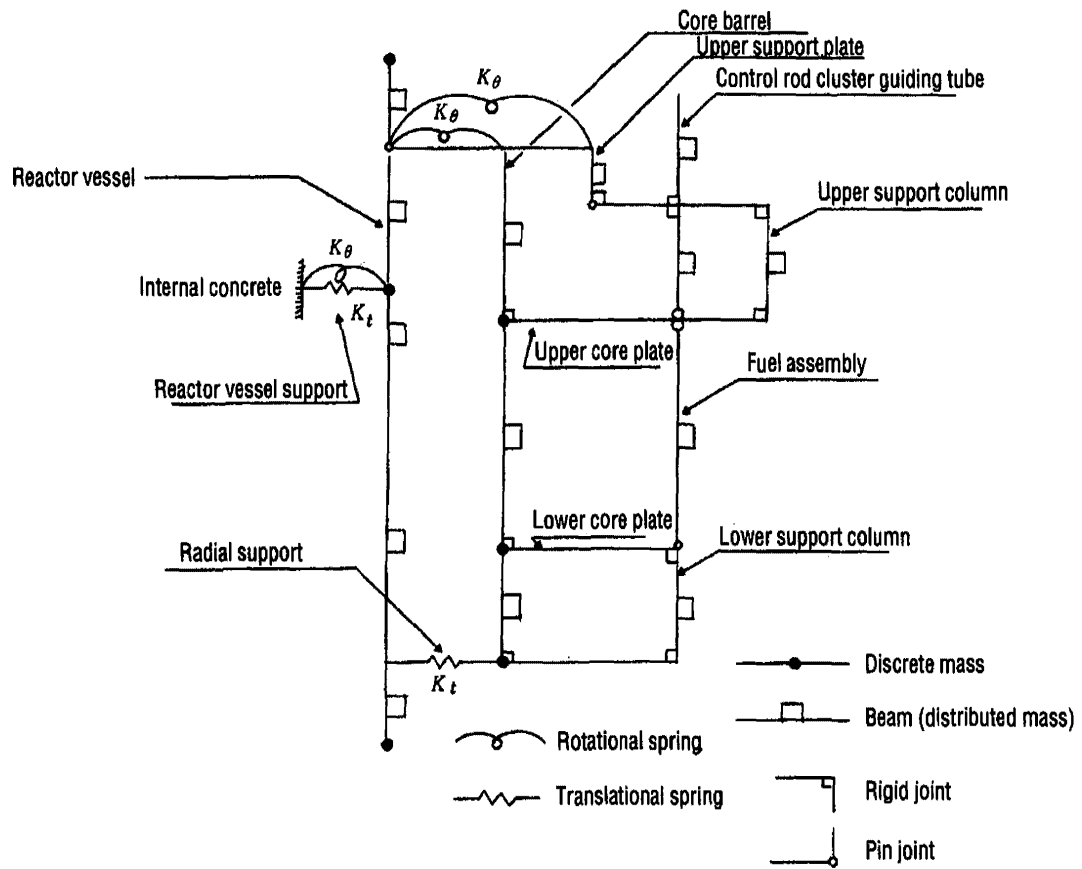 Core barrel
Upper support plate
Control rod cluster guiding tube
Kθ
Kθ
Reactor vessel
Upper support column
Kθ
Internal concrete
Kt
Upper core plate
Fuel assembly
Reactor vessel support
Lower core plate
Lower support column
Radial support
Kt
Discrete mass
Beam (distributed mass)
Rotational spring
Translational spring
Rigid joint
Pin joint